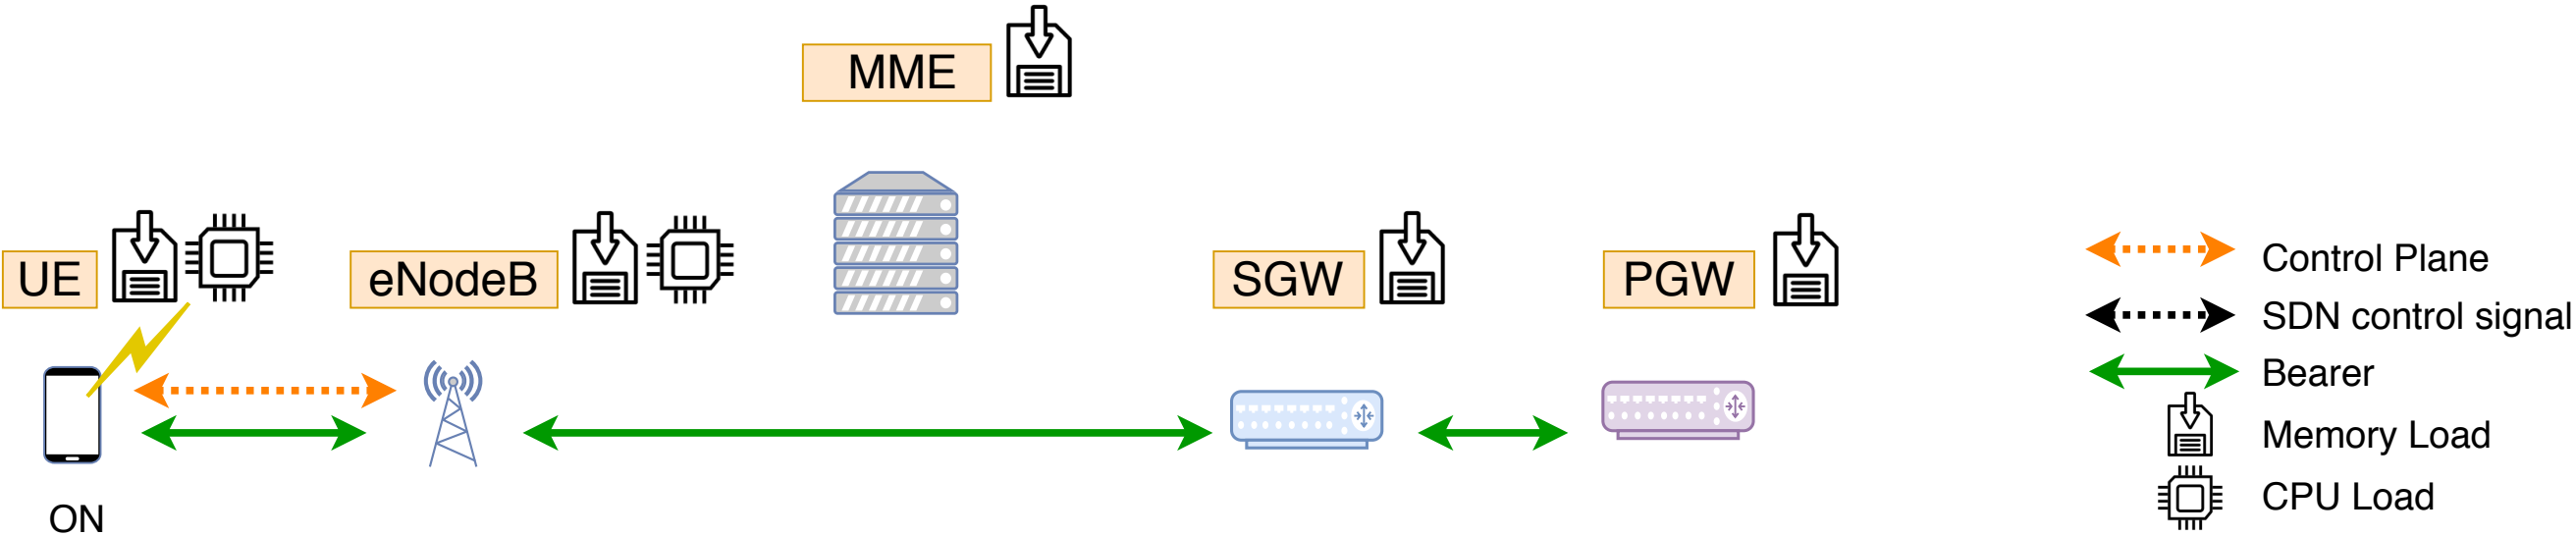 MME
UE
eNodeB
SGW
PGW
ON
Control Plane
SDN control signal
Bearer
Memory Load
CPU Load